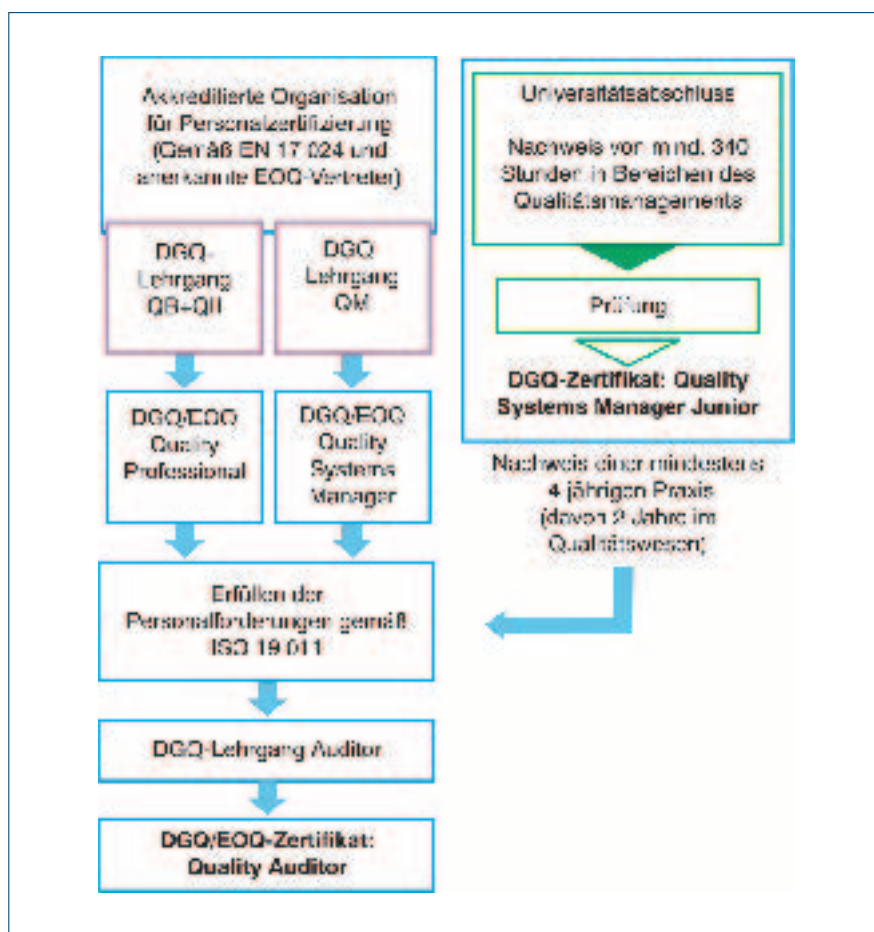 Akkreditierte Organisation
für Personalzertifizierung
(Gemäß EN 17 024 und
anerkannte EOQ-Vertreter)
DGQ-
Lehrgang
QB+QII
DGQ
Lehrgang
QM
DGQ/EOQ
Quality
Professional
DGQ/EOQ
Quality
Systems
Manager
Erfüllen der
Personalforderungen gemäß
ISO 19 011
DGQ-Lehrgang Auditor
DGQ/EOQ-Zertifikat:
Quality Auditor
Universitätsabschluss
Nachweis von mind. 340
Stunden in Bereichen des
Qualitätsmanagements
Prüfung
DGQ-Zertifikat: Quality
Systems Manager Junior
Nachweis einer mindestens
4 jährigen Praxis
(davon 2 Jahre im
Qualitätswesen)